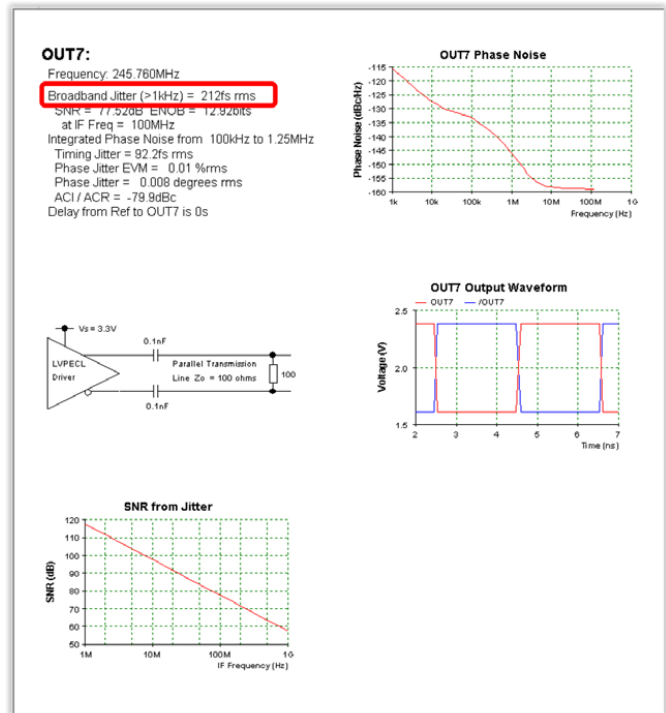 OUT7:
Frequency: 245.760MHz
Broadband Jitter (>1kHz) = 212fs rms
SNR = 77.52dB ENOB = 12.92bits
at IF Freq = 100MHz
Integrated Phase Noise from 100kHz to 1.25MHz
Timing Jitter = 92.2fs rms
Phase Jitter EVM = 0.01 %rms
Phase Jitter = 0.008 degrees rms
ACI / ACR = -79.9dBc
Delay from Ref to OUT7 is 0s
OUT7 Phase Noise
Phase Noise (dBc/Hz)
-115
-120
-125
-130
-135
-140
-145
-150
-155
-160
1k 10k 100k 1M 10M 100M 1G
Frequency (Hz)
Vs = 3.3V
LVPECL
Driver
0.1nF
Parallel Transmission
Line Zo = 100 ohms
100
0.1nF
OUT7 Output Waveform
OUT7 /OUT7
Voltage (V)
2.5
2.0
1.5
2 3 4 5 6 7
Time (ns)
SNR from Jitter
SNR (dB)
120
110
100
90
80
70
60
50
1M 10M 100M 1G
IF Frequency (Hz)